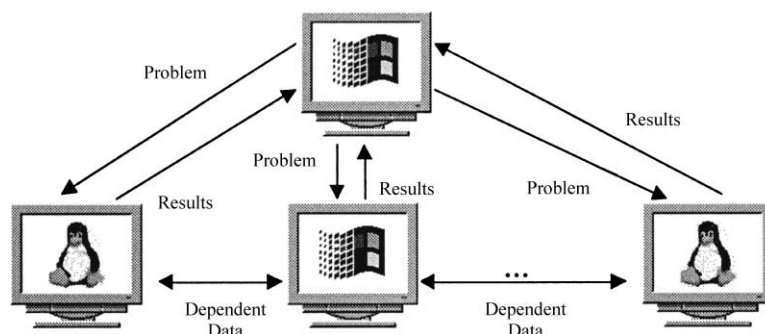 Problem
Results
Problem
Results
Problem
Results
...
Dependent
Data
Dependent
Data